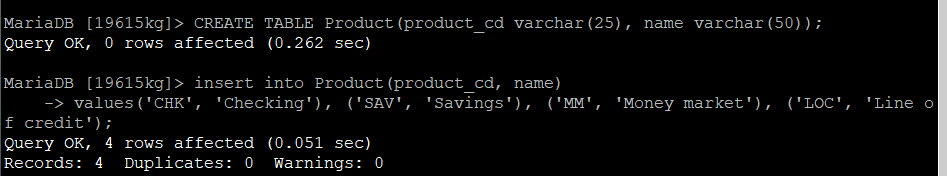 MariaDB [19615kg]> CREATE TABLE Product(product_cd varchar(25), name varchar(50));
Query OK, 0 rows affected (0.262 sec)
MariaDB [19615kg]> insert into Product(product_cd, name)
    -> values('CHK', 'Checking'), ('SAV', 'Savings'), ('MM', 'Money market'), ('LOC', 'Line o
f credit');
Query OK, 4 rows affected (0.051 sec)
Records: 4  Duplicates: 0  Warnings: 0